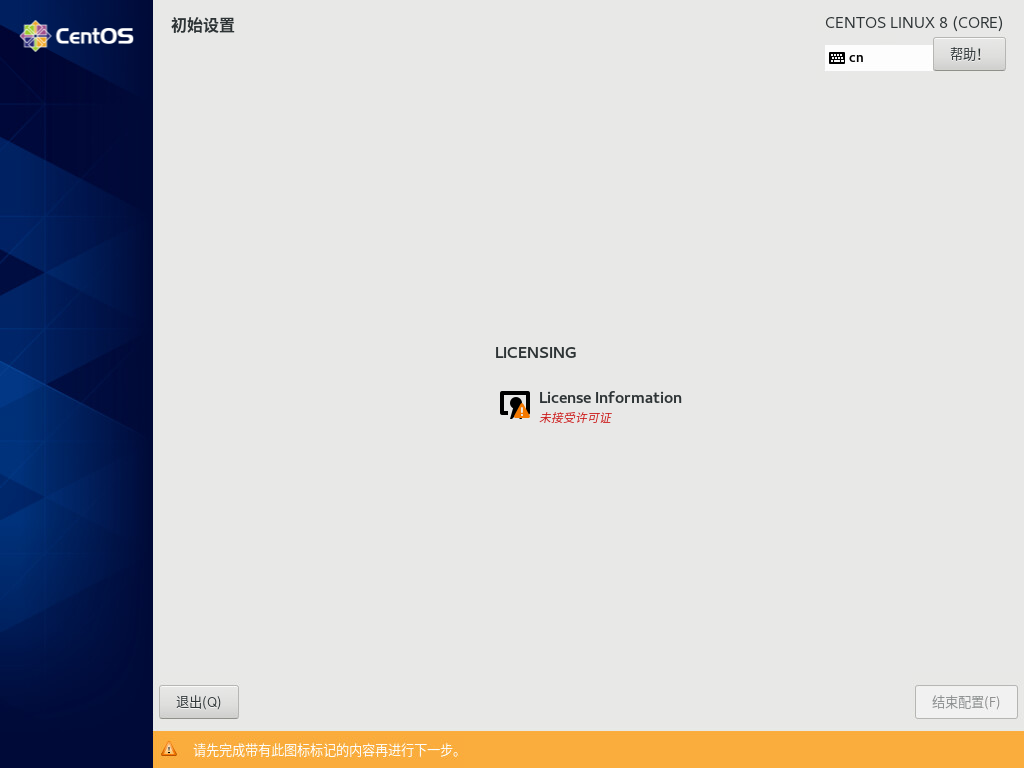 CentOS
初始设置
CENTOS LINUX 8 (CORE)
cn
帮助!
LICENSING
License Information
未接受许可证
退出(Q)
结束配置(F)
请先完成带有此图标标记的内容再进行下一步。